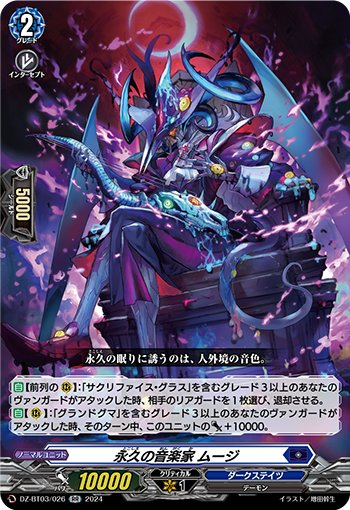 2
グレード
インターセプト
5000
シールド
永久の眠りに誘うのは、人外境の音色。
自【前列の R】:「サクリファイス・グラス」を含むグレード3以上のあなたの
ヴァンガードがアタックした時、相手のリアガードを1枚選び、退却させる。
自【R】:「グランドグマ」を含むグレード3以上のあなたのヴァンガードが
アタックした時、そのターン中、このユニットの+10000。
ノーマルユニット
永久の音楽家 ムージ
パワー
10000
クリティカル
1
ダークステイツ
デーモン
DZ-BT03/026 RR 2024
イラスト/増田幹生